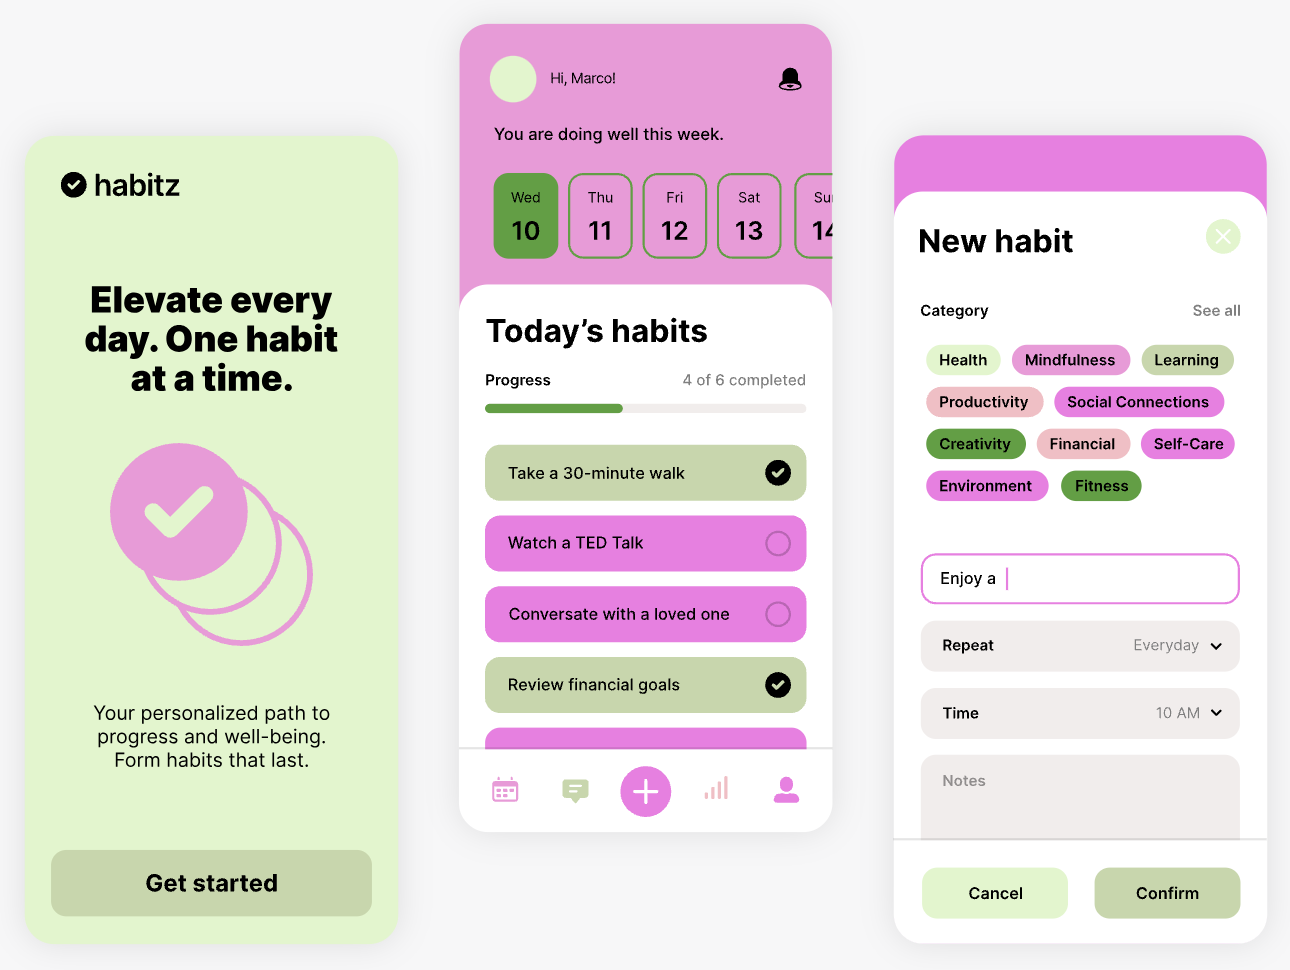 habitz
Elevate every
day. One habit
at a time.
Your personalized path to
progress and well-being.
Form habits that last.
Get started
Hi, Marco!
You are doing well this week.
Wed Thu Fri Sat Su
10 11 12 13 14
Today’s habits
Progress 4 of 6 completed
Take a 30-minute walk
Watch a TED Talk
Conversate with a loved one
Review financial goals
New habit
Category See all
Health Mindfulness Learning
Productivity Social Connections
Creativity Financial Self-Care
Environment Fitness
Enjoy a
Repeat Everyday
Time 10 AM
Notes
Cancel Confirm